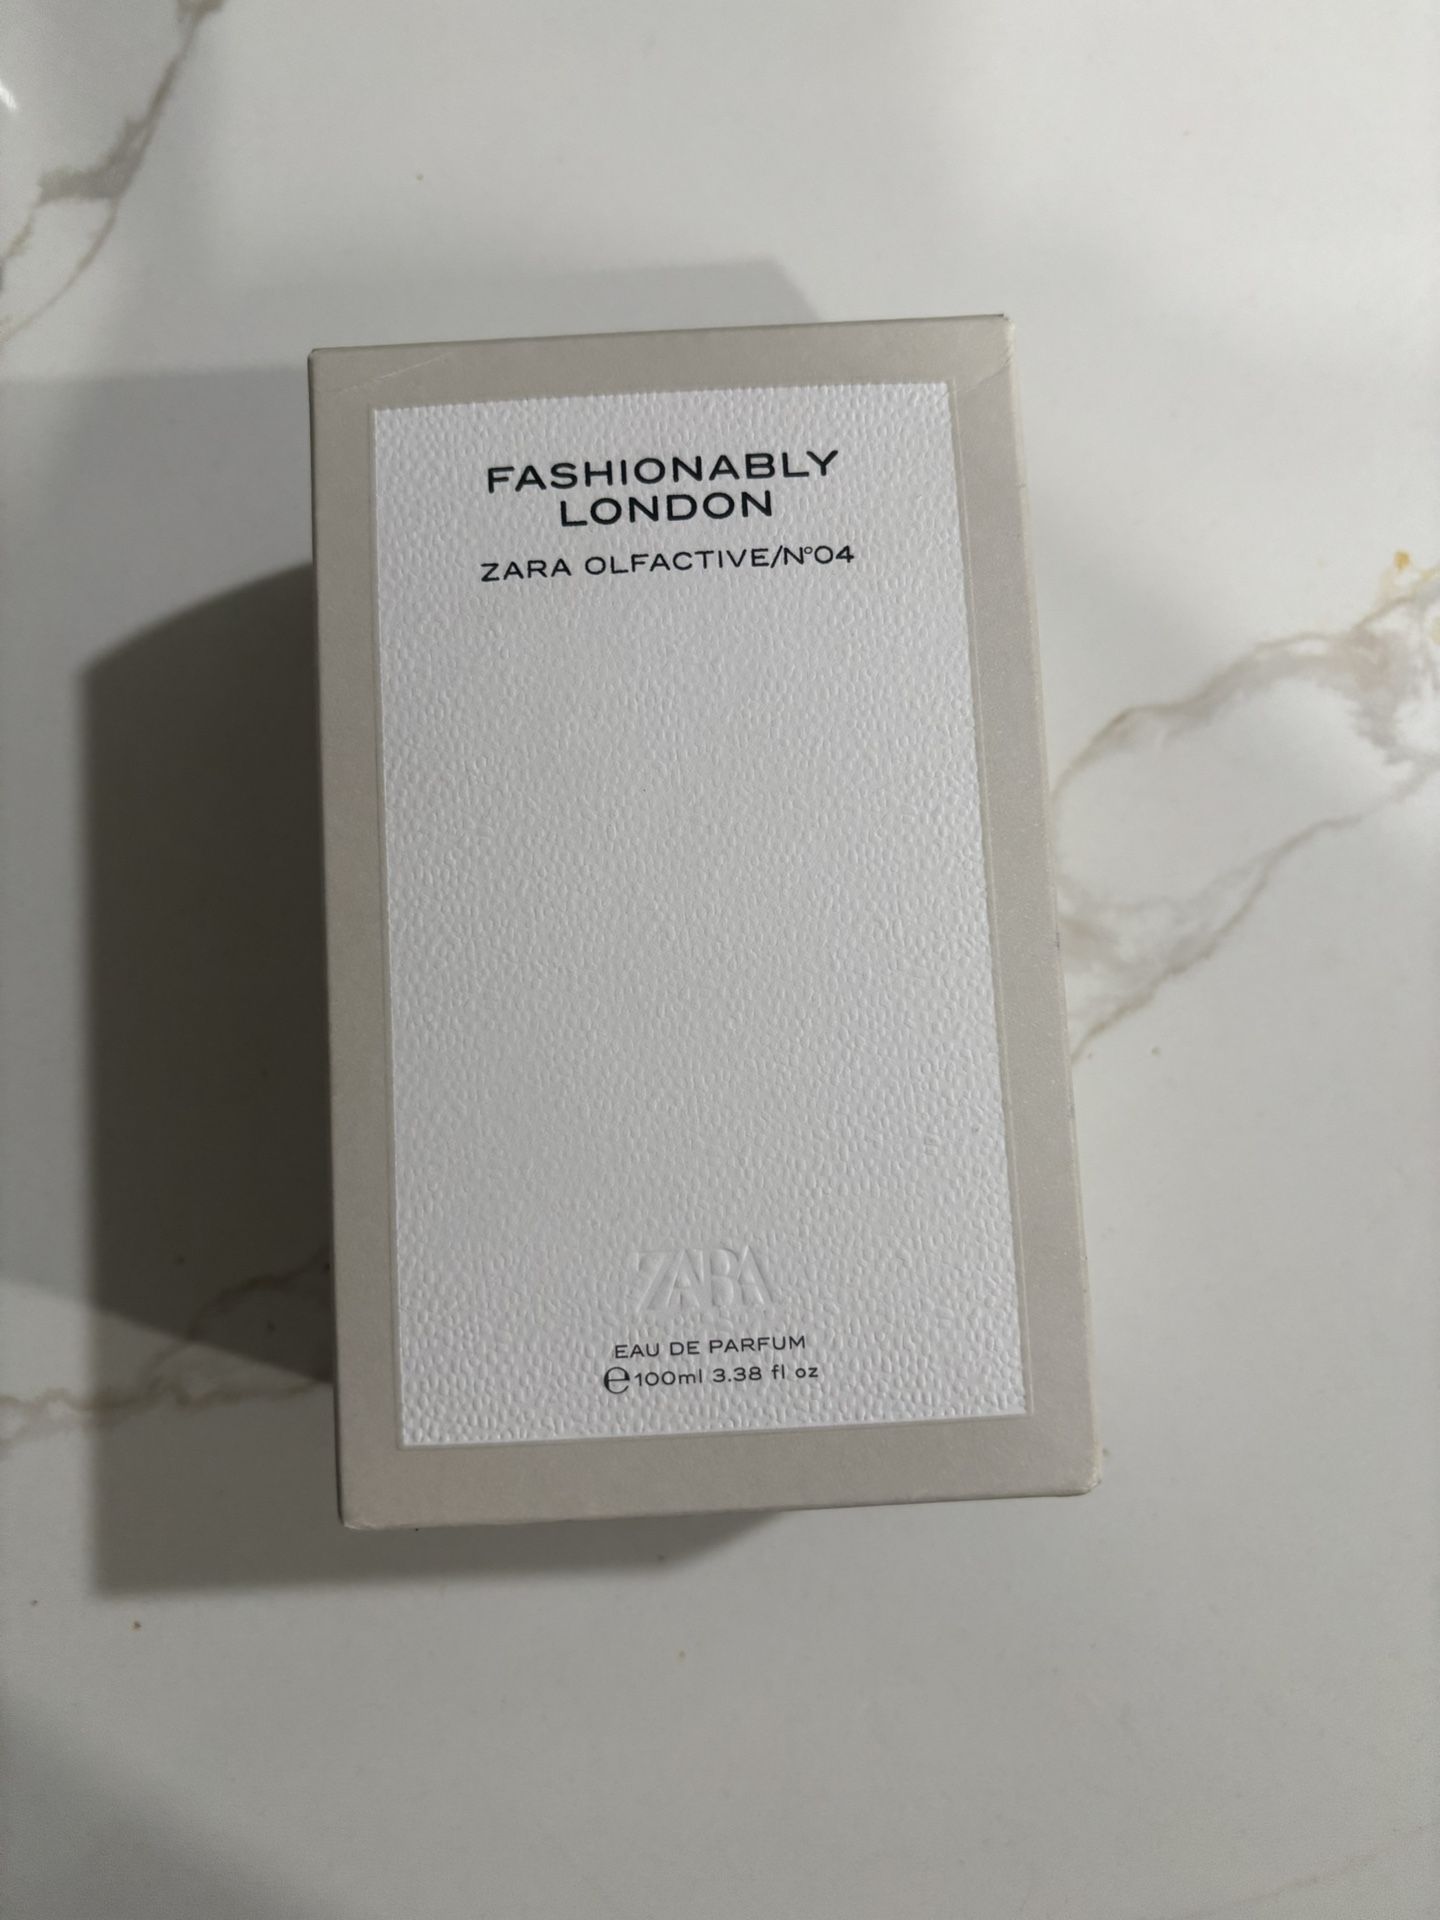 FASHIONABLY
LONDON
ZARA OLFACTIVE/Nº04
ZARA
EAU DE PARFUM
℮100ml 3.38 fl oz